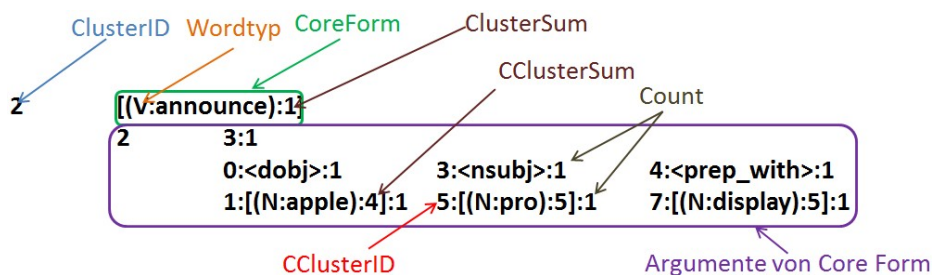 ClusterID Wordtyp CoreForm ClusterSum
CClusterSum
Count
2 [(V:announce):1]
2 3:1
0:<dobj>:1 3:<nsubj>:1 4:<prep_with>:1
1:[(N:apple):4]:1 5:[(N:pro):5]:1 7:[(N:display):5]:1
CClusterID Argumente von Core Form